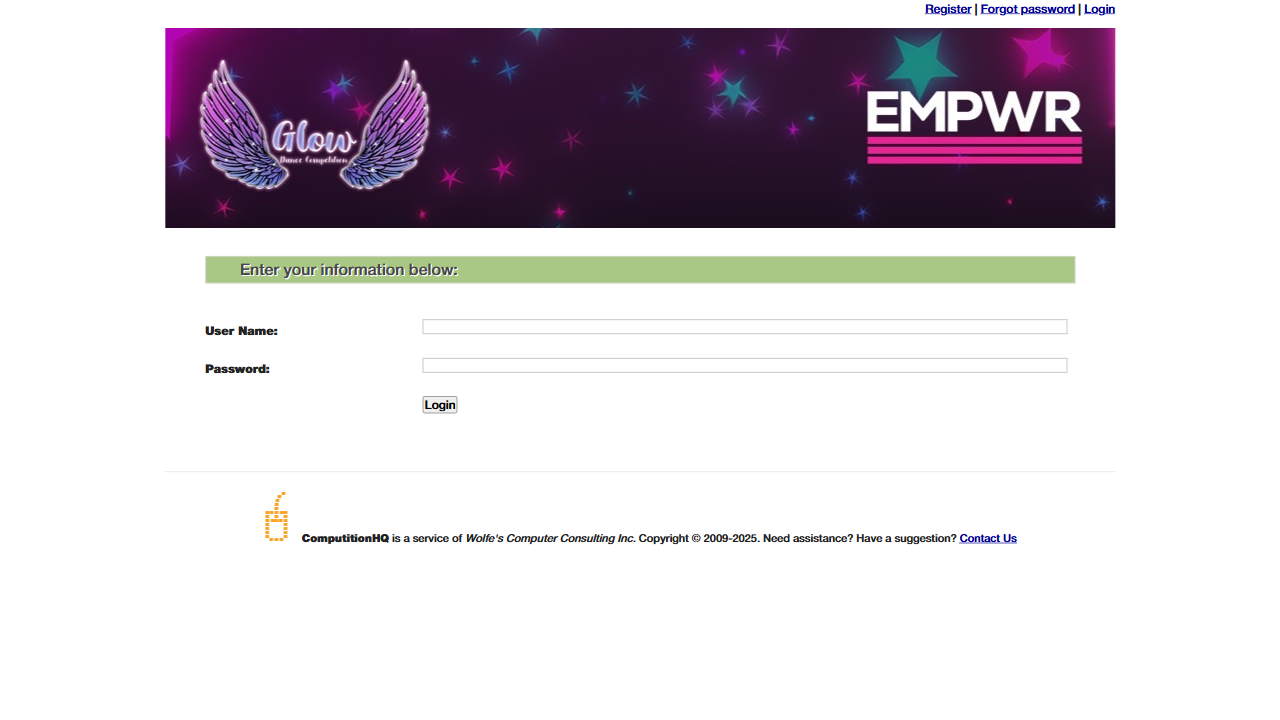 Register | Forgot password | Login
Glow
Dance Competition
EMPWR
Enter your information below:
User Name:
Password:
Login
ComputitionHQ is a service of Wolfe's Computer Consulting Inc. Copyright © 2009-2025. Need assistance? Have a suggestion? Contact Us